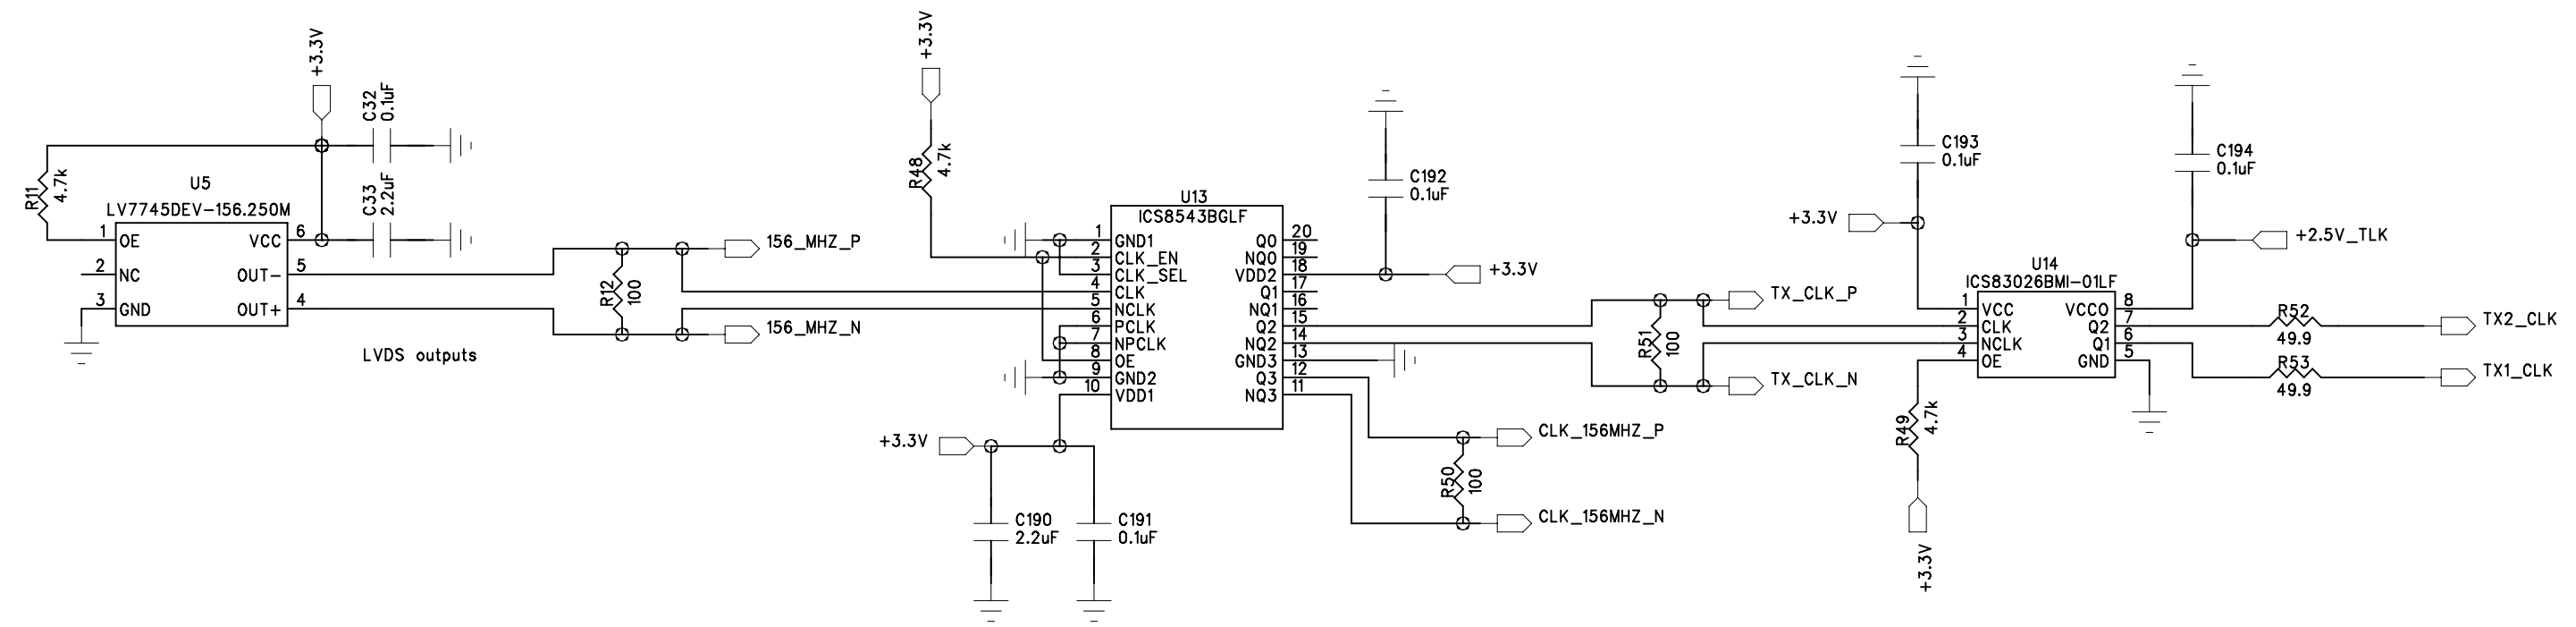 +3.3V
C32
0.1uF
C33
2.2uF
R11
4.7k
U5
LV7745DEV-156.250M
1 OE
2 NC
3 GND
VCC 6
OUT- 5
OUT+ 4
LVDS outputs
R12
100
156_MHZ_P
156_MHZ_N
+3.3V
R48
4.7k
U13
ICS8543BGLF
1 GND1
2 CLK_EN
3 CLK_SEL
4 CLK
5 NCLK
6 PCLK
7 NPCLK
8 OE
9 GND2
10 VDD1
Q0 20
NQ0 19
VDD2 18
Q1 17
NQ1 16
Q2 15
NQ2 14
GND3 13
Q3 12
NQ3 11
+3.3V
C190
2.2uF
C191
0.1uF
C192
0.1uF
+3.3V
R50
100
CLK_156MHZ_P
CLK_156MHZ_N
R51
100
TX_CLK_P
TX_CLK_N
C193
0.1uF
+3.3V
C194
0.1uF
+2.5V_TLK
U14
ICS83026BMI-01LF
1 VCC
2 CLK
3 NCLK
4 OE
VCCO 8
Q2 7
Q1 6
GND 5
R49
4.7k
+3.3V
R52
49.9
TX2_CLK
R53
49.9
TX1_CLK